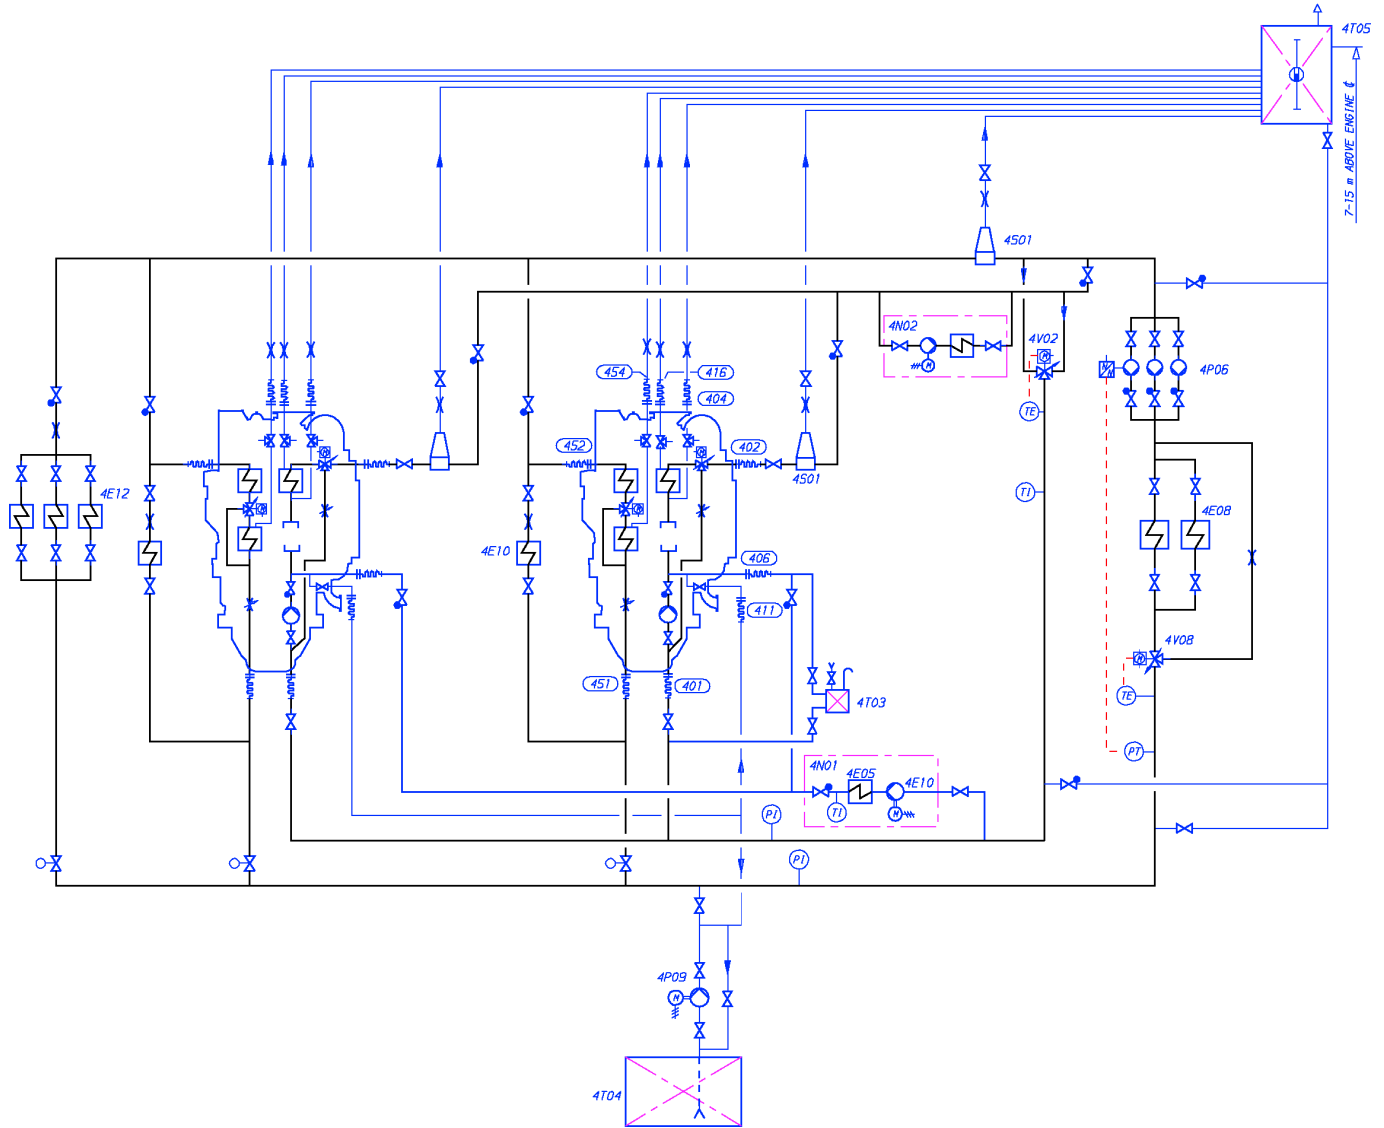 4T05
7-15 m ABOVE ENGINE ℄
4S01
4N02
M
4V02
M
TE
M
M
4P06
454
416
404
452
402
4S01
TI
4E12
4E08
4E10
406
411
451
401
4T03
4V08
M
TE
PT
4N01
4E05
4E10
TI
M
PI
PI
4P09
M
4T04